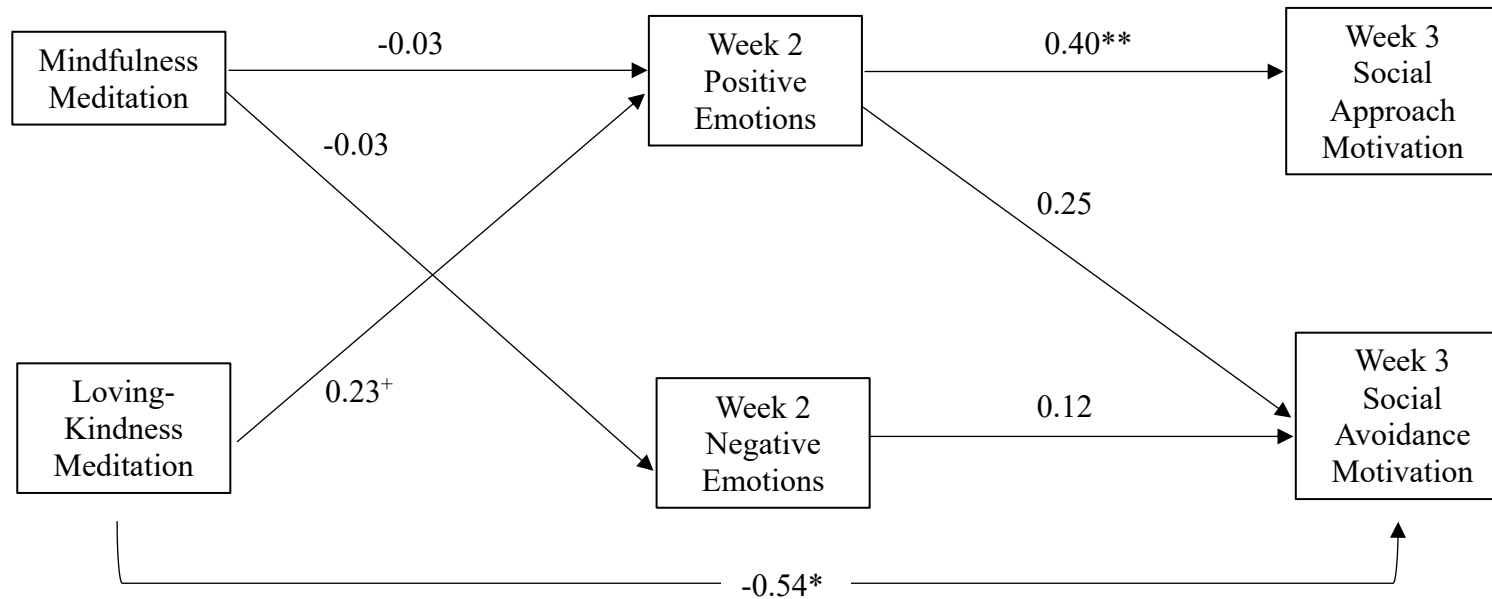 Mindfulness
Meditation
-0.03
Week 2
Positive
Emotions
0.40**
Week 3
Social
Approach
Motivation
-0.03
0.25
Loving-
Kindness
Meditation
0.23+
Week 2
Negative
Emotions
0.12
Week 3
Social
Avoidance
Motivation
-0.54*